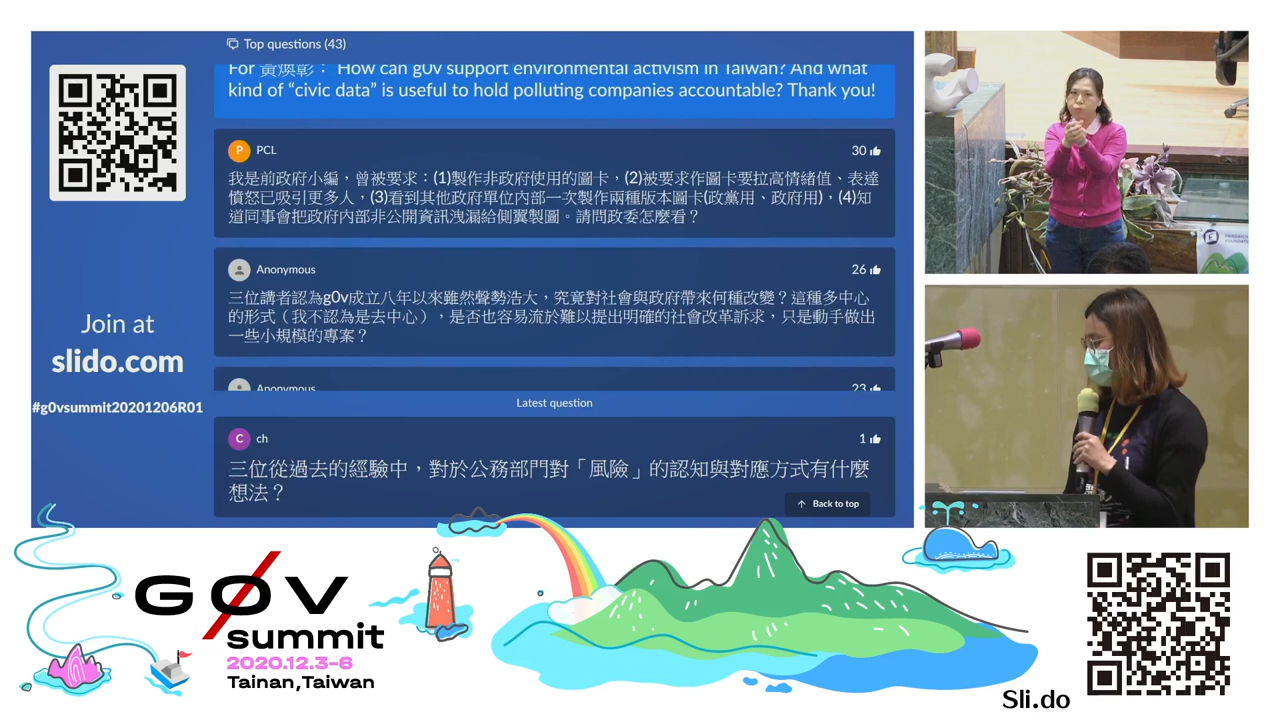 Top questions (43)
For 黃煥彰： How can g0v support environmental activism in Taiwan? And what
kind of “civic data” is useful to hold polluting companies accountable? Thank you!
P PCL 30
我是前政府小編，曾被要求：(1)製作非政府使用的圖卡，(2)被要求作圖卡要拉高情緒值、表達
憤怒已吸引更多人，(3)看到其他政府單位內部一次製作兩種版本圖卡(政黨用、政府用)，(4)知
道同事會把政府內部非公開資訊洩漏給側翼製圖。請問政委怎麼看？
Anonymous 26
三位講者認為g0v成立八年以來雖然聲勢浩大，究竟對社會與政府帶來何種改變？這種多中心
的形式（我不認為是去中心），是否也容易流於難以提出明確的社會改革訴求，只是動手做出
一些小規模的專案？
Anonymous 23
Latest question
C ch 1
三位從過去的經驗中，對於公務部門對「風險」的認知與對應方式有什麼
想法？
Back to top
Join at
slido.com
#g0vsummit20201206R01
G0V
summit
2020.12.3-6
Tainan,Taiwan
Sli.do